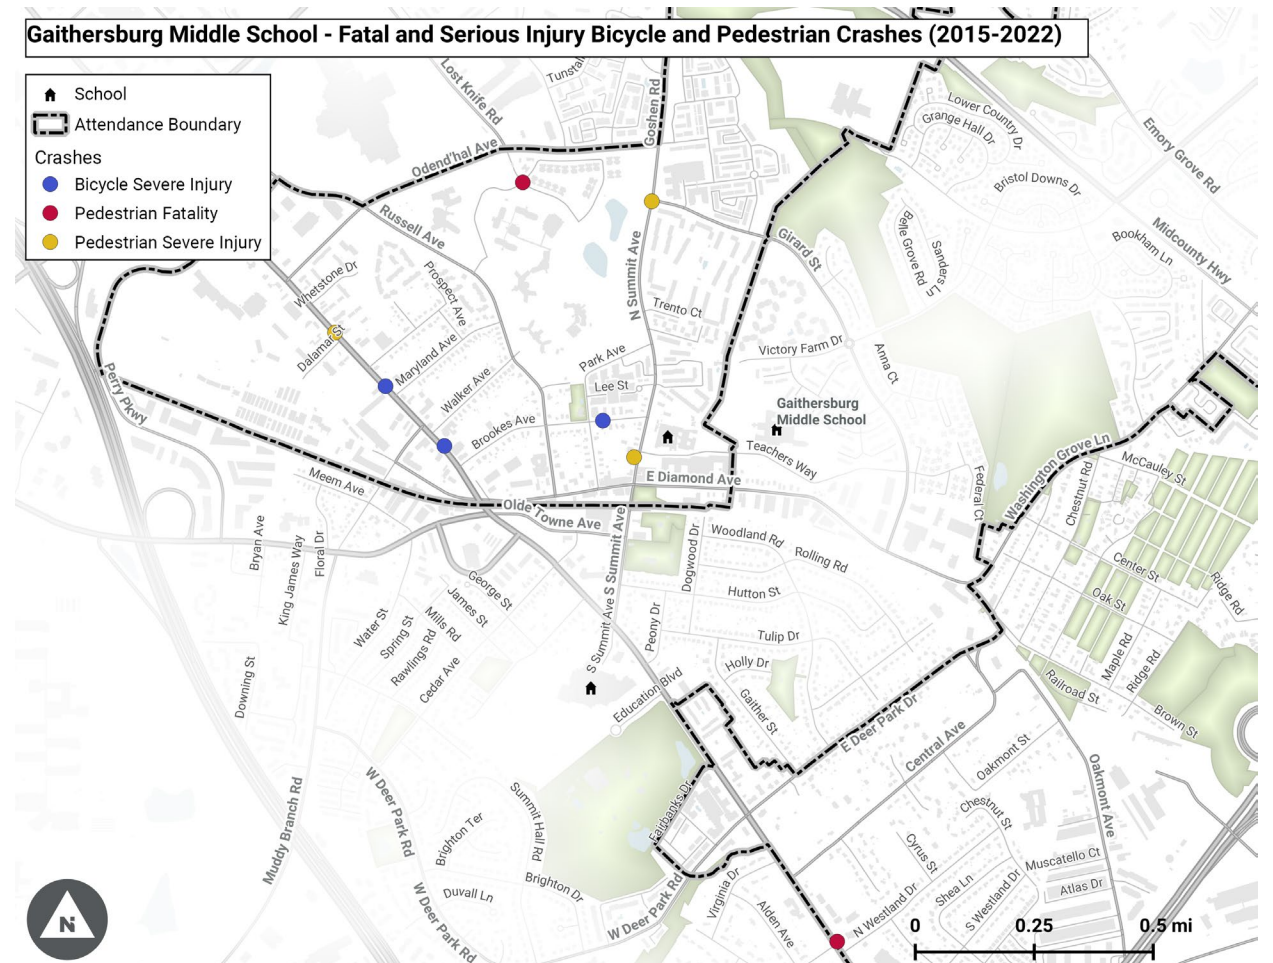 Gaithersburg Middle School - Fatal and Serious Injury Bicycle and Pedestrian Crashes (2015-2022)
School
Attendance Boundary
Crashes
Bicycle Severe Injury
Pedestrian Fatality
Pedestrian Severe Injury
Lost Knife Rd
Goshen Rd
Odend'hal Ave
Lower Country Dr
Grange Hall Dr
Emory Grove Rd
Bristol Downs Dr
Russell Ave
Girard St
Belle Grove Rd
Sanders Ln
Bookham Ln
Midcounty Hwy
Whetstone Dr
Prospect Ave
N Summit Ave
Trento Ct
Dalamar St
Maryland Ave
Park Ave
Victory Farm Dr
Anna Ct
Perry Pkwy
Walker Ave
Lee St
Gaithersburg
Middle School
Brookes Ave
Teachers Way
Washington Grove Ln
McCauley St
Meem Ave
E Diamond Ave
Federal Ct
Chestnut Rd
Olde Towne Ave
Bryan Ave
King James Way
Floral Dr
S Summit Ave
Dogwood Dr
Woodland Rd
Rolling Rd
Center St
Ridge Rd
George St
James St
Hutton St
Oak St
Water St
Spring St
Mills Rd
Rawlings Rd
S Summit Ave
Peony Dr
Tulip Dr
Maple Rd
Ridge Rd
Cedar Ave
Holly Dr
Downing St
Education Blvd
Gaither St
Railroad St
Brown St
E Deer Park Dr
Central Ave
Oakmont St
Oakmont Ave
W Deer Park Rd
Summit Hall Rd
Fairbanks Dr
Muddy Branch Rd
Brighton Ter
Chestnut St
Cyrus St
Muscatello Ct
Duvall Ln
Brighton Dr
Virginia Dr
Shea Ln
S Westland Dr
Atlas Dr
W Deer Park Rd
W Deer Park Rd
Alden Ave
N Westland Dr
N
0 0.25 0.5 mi